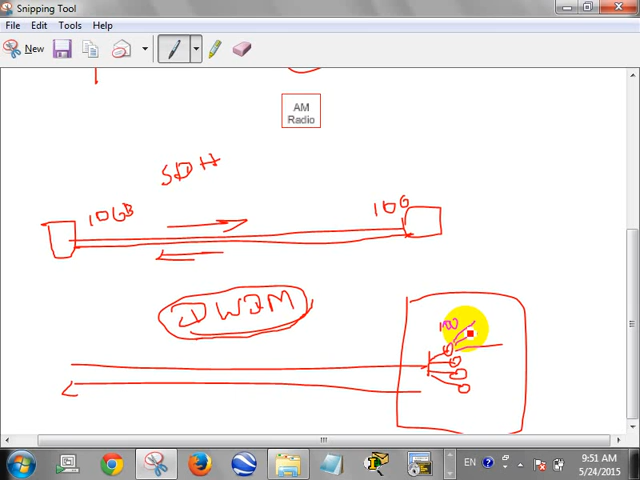 Snipping Tool
File Edit Tools Help
New
AM
Radio
SDH
10GB
10G
DWDM
100
EN
9:51 AM
5/24/2015